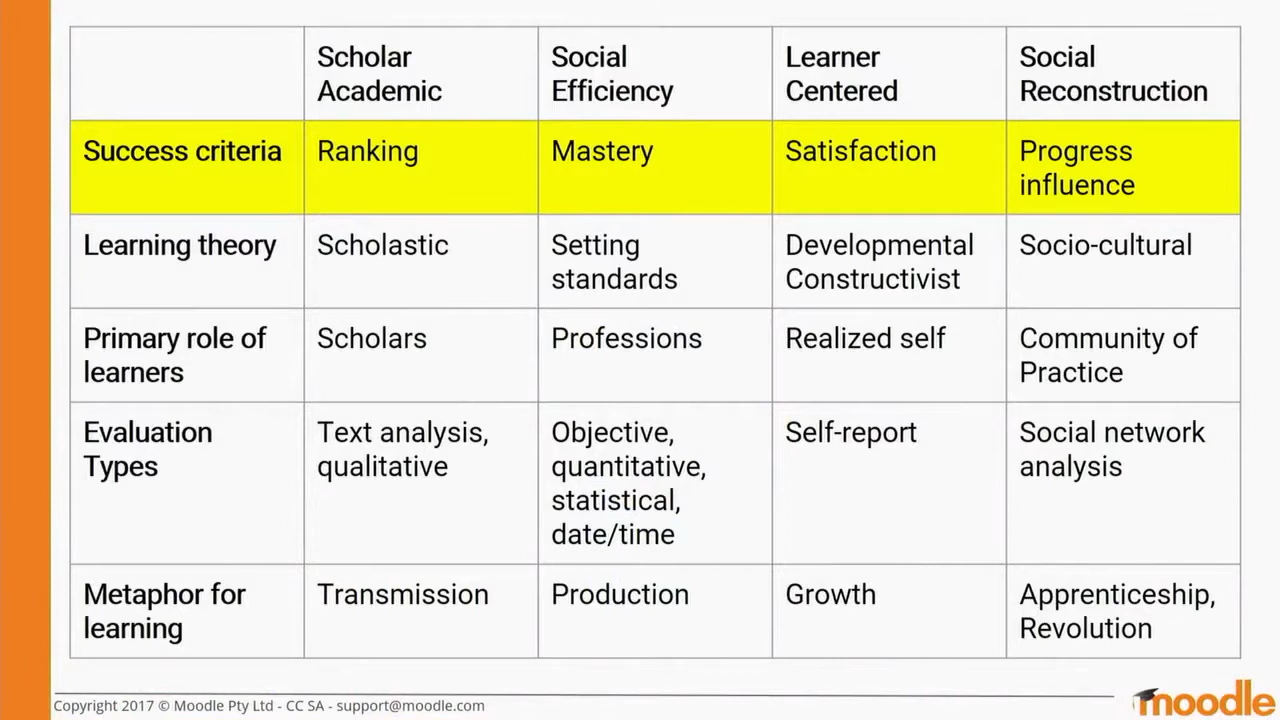 Scholar
Academic
Social
Efficiency
Learner
Centered
Social
Reconstruction
Success criteria
Ranking
Mastery
Satisfaction
Progress
influence
Learning theory
Scholastic
Setting
standards
Developmental
Constructivist
Socio-cultural
Primary role of
learners
Scholars
Professions
Realized self
Community of
Practice
Evaluation
Types
Text analysis,
qualitative
Objective,
quantitative,
statistical,
date/time
Self-report
Social network
analysis
Metaphor for
learning
Transmission
Production
Growth
Apprenticeship,
Revolution
Copyright 2017 © Moodle Pty Ltd - CC SA - support@moodle.com
moodle